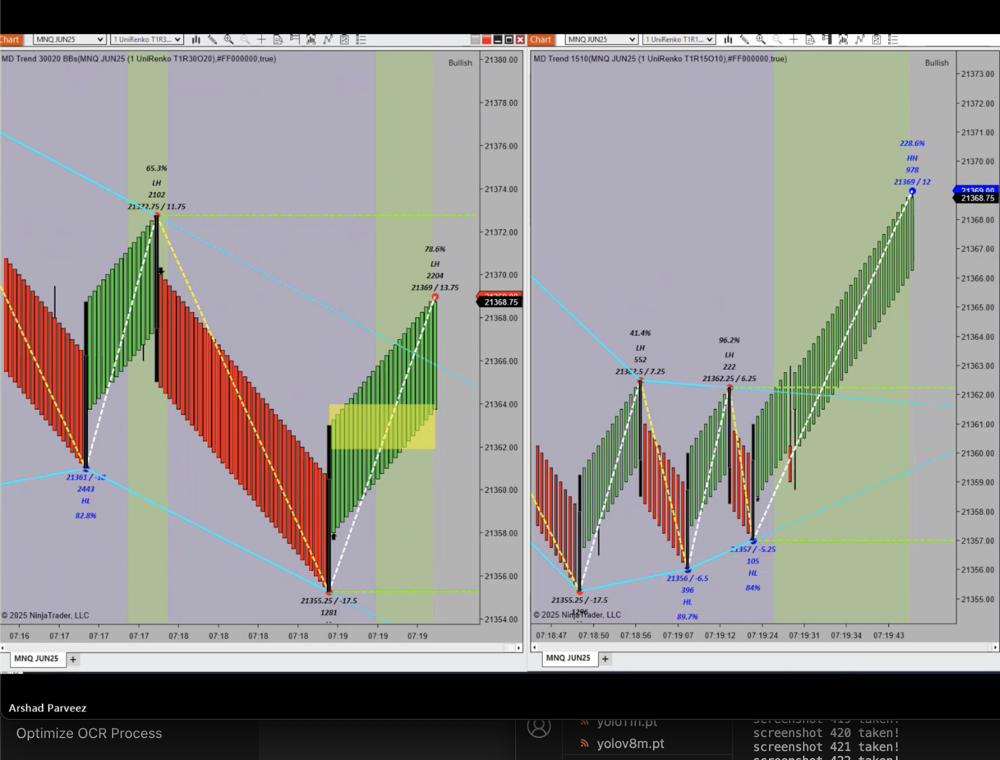 Chart
MNQ JUN25
1 UniRenko T1R3...
MD Trend 30020 BBs(MNQ JUN25 (1 UniRenko T1R30O20),#FF000000,true)
Bullish
21380.00
21378.00
21376.00
21374.00
21372.00
21370.00
21368.75
21368.00
21366.00
21364.00
21362.00
21360.00
21358.00
21356.00
21354.00
65.3%
LH
2102
21372.75 / 11.75
78.6%
LH
2204
21369 / 13.75
2443
HL
82.8%
21355.25 / -17.5
1281
© 2025 NinjaTrader, LLC
07:16
07:17
07:17
07:17
07:18
07:18
07:18
07:18
07:19
07:19
07:19
MNQ JUN25
+
Chart
MNQ JUN25
1 UniRenko T1R1...
MD Trend 1510(MNQ JUN25 (1 UniRenko T1R15O10),#FF000000,true)
Bullish
21373.00
21372.00
21371.00
21370.00
21369.00
21368.75
21368.00
21367.00
21366.00
21365.00
21364.00
21363.00
21362.00
21361.00
21360.00
21359.00
21358.00
21357.00
21356.00
21355.00
228.6%
HH
978
21369 / 12
41.4%
LH
552
21362.5 / 7.25
96.2%
LH
222
21362.25 / 6.25
21357 / -5.25
105
HL
84%
21356 / -6.5
396
HL
89.7%
21355.25 / -17.5
© 2025 NinjaTrader, LLC
07:18:47
07:18:50
07:18:56
07:19:07
07:19:12
07:19:24
07:19:31
07:19:34
07:19:43
MNQ JUN25
+
Arshad Parveez
Optimize OCR Process
yolo11n.pt
yolov8m.pt
screenshot 420 taken!
screenshot 421 taken!